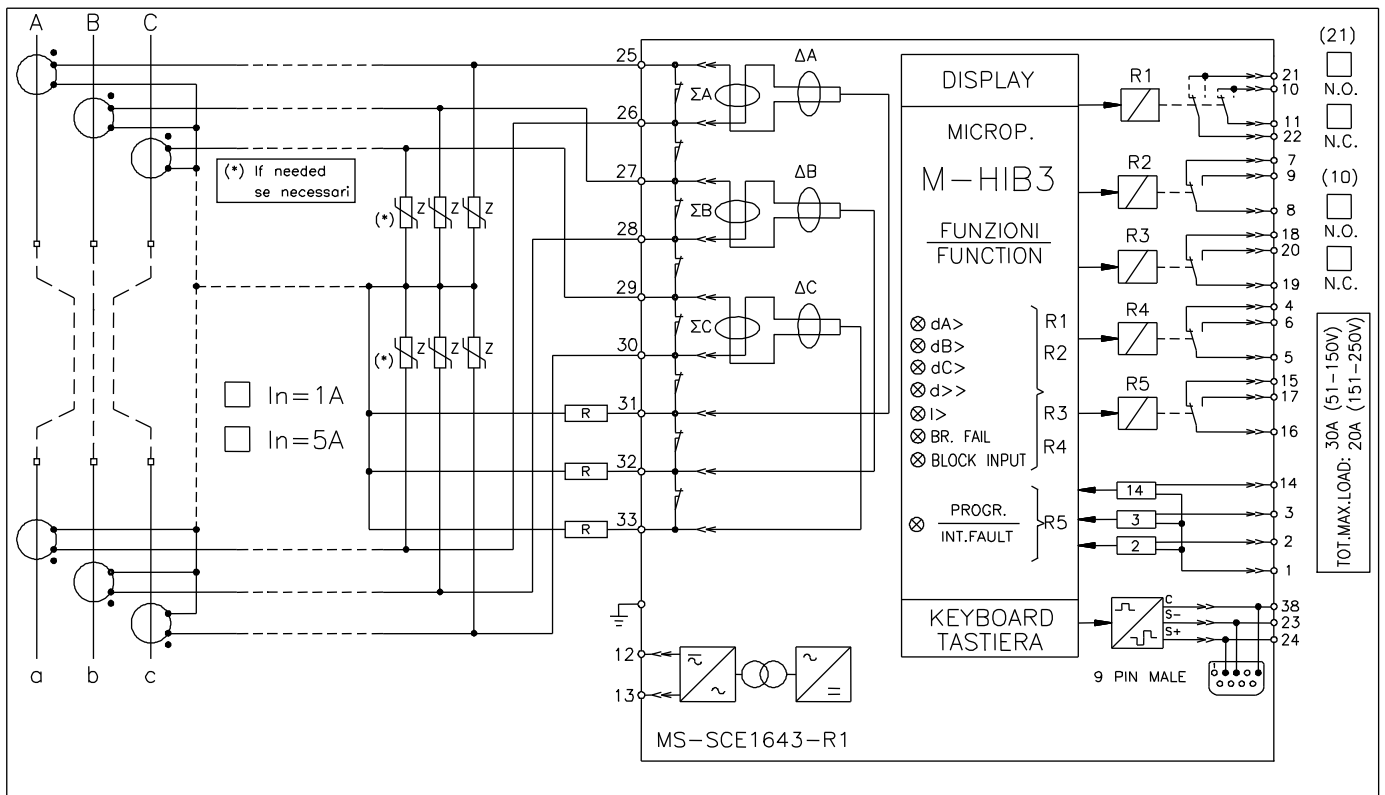 A B C
(*) If needed
se necessari
(*)
Z Z Z
(*)
Z Z Z
In=1A
In=5A
a b c
R
R
R
25
26
27
28
29
30
31
32
33
12
13
ΣA
ΔA
ΣB
ΔB
ΣC
ΔC
MS-SCE1643-R1
DISPLAY
MICROP.
M-HIB3
FUNZIONI
FUNCTION
dA>
dB>
dC>
d>>
I>
BR. FAIL
BLOCK INPUT
R1
R2
R3
R4
PROGR.
INT.FAULT
R5
KEYBOARD
TASTIERA
R1
R2
R3
R4
R5
21
10
11
22
7
9
8
18
20
19
4
6
5
15
17
16
14
3
2
14
3
2
1
C
S-
S+
38
23
24
1
9 PIN MALE
(21)
N.O.
N.C.
(10)
N.O.
N.C.
TOT.MAX.LOAD: 30A (51-150V)
20A (151-250V)